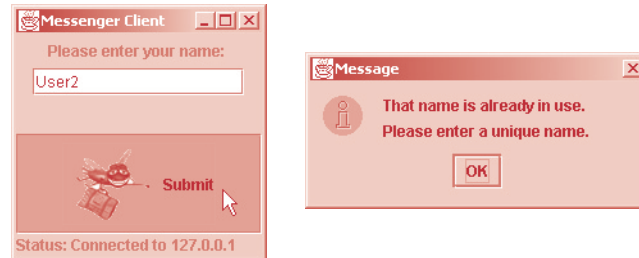 Messenger Client
Please enter your name:
User2
Submit
Status: Connected to 127.0.0.1
Message
That name is already in use.
Please enter a unique name.
OK